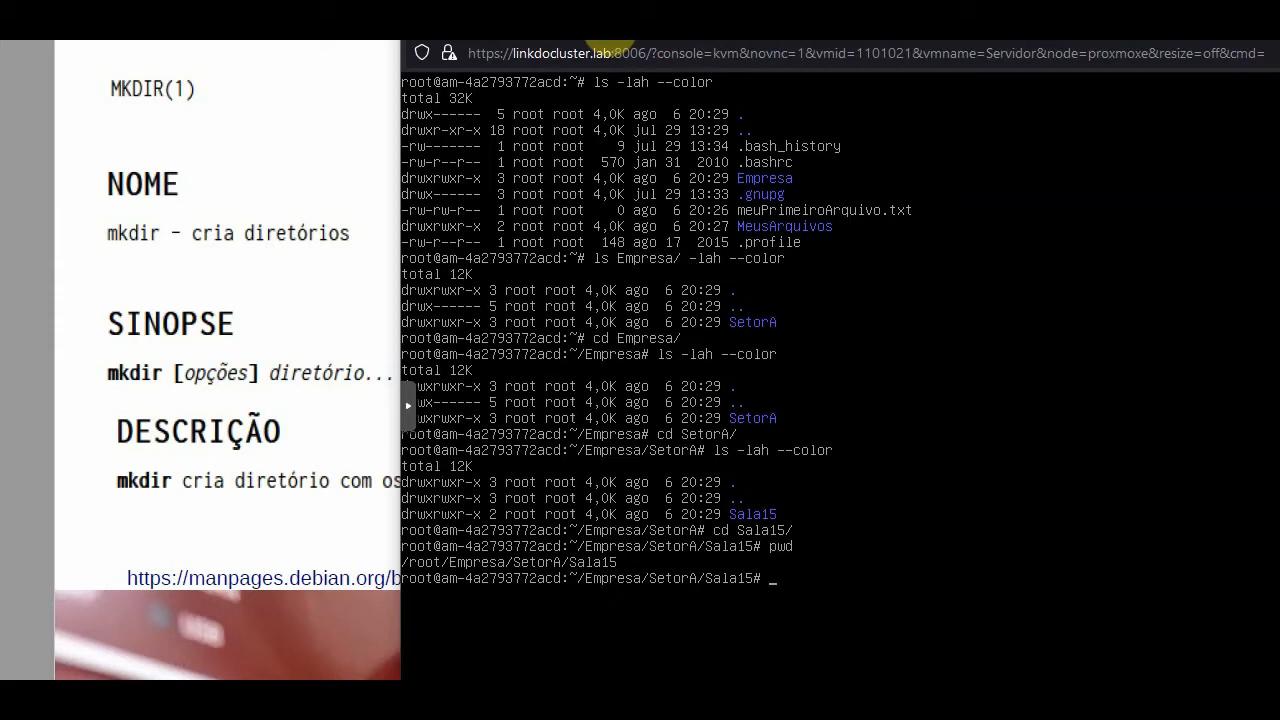 MKDIR(1)
NOME
mkdir - cria diretórios
SINOPSE
mkdir [opções] diretório...
DESCRIÇÃO
mkdir cria diretório com os
https://manpages.debian.org/b
https://linkdocluster.lab:8006/?console=kvm&novnc=1&vmid=1101021&vmname=Servidor&node=proxmoxe&resize=off&cmd=
root@am-4a2793772acd:~# ls -lah --color
total 32K
drwx------ 5 root root 4,0K ago  6 20:29 .
drwxr-xr-x 18 root root 4,0K jul 29 13:29 ..
-rw------- 1 root root    9 jul 29 13:34 .bash_history
-rw-r--r-- 1 root root  570 jan 31  2010 .bashrc
drwxrwxr-x 3 root root 4,0K ago  6 20:29 Empresa
drwx------ 3 root root 4,0K jul 29 13:33 .gnupg
-rw-rw-r-- 1 root root    0 ago  6 20:26 meuPrimeiroArquivo.txt
drwxrwxr-x 2 root root 4,0K ago  6 20:27 MeusArquivos
-rw-r--r-- 1 root root  148 ago 17  2015 .profile
root@am-4a2793772acd:~# ls Empresa/ -lah --color
total 12K
drwxrwxr-x 3 root root 4,0K ago  6 20:29 .
drwx------ 5 root root 4,0K ago  6 20:29 ..
drwxrwxr-x 3 root root 4,0K ago  6 20:29 SetorA
root@am-4a2793772acd:~# cd Empresa/
root@am-4a2793772acd:~/Empresa# ls -lah --color
total 12K
drwxrwxr-x 3 root root 4,0K ago  6 20:29 .
wx------ 5 root root 4,0K ago  6 20:29 ..
wxrwxr-x 3 root root 4,0K ago  6 20:29 SetorA
root@am-4a2793772acd:~/Empresa# cd SetorA/
root@am-4a2793772acd:~/Empresa/SetorA# ls -lah --color
total 12K
drwxrwxr-x 3 root root 4,0K ago  6 20:29 .
drwxrwxr-x 3 root root 4,0K ago  6 20:29 ..
drwxrwxr-x 2 root root 4,0K ago  6 20:29 Sala15
root@am-4a2793772acd:~/Empresa/SetorA# cd Sala15/
root@am-4a2793772acd:~/Empresa/SetorA/Sala15# pwd
/root/Empresa/SetorA/Sala15
root@am-4a2793772acd:~/Empresa/SetorA/Sala15# _